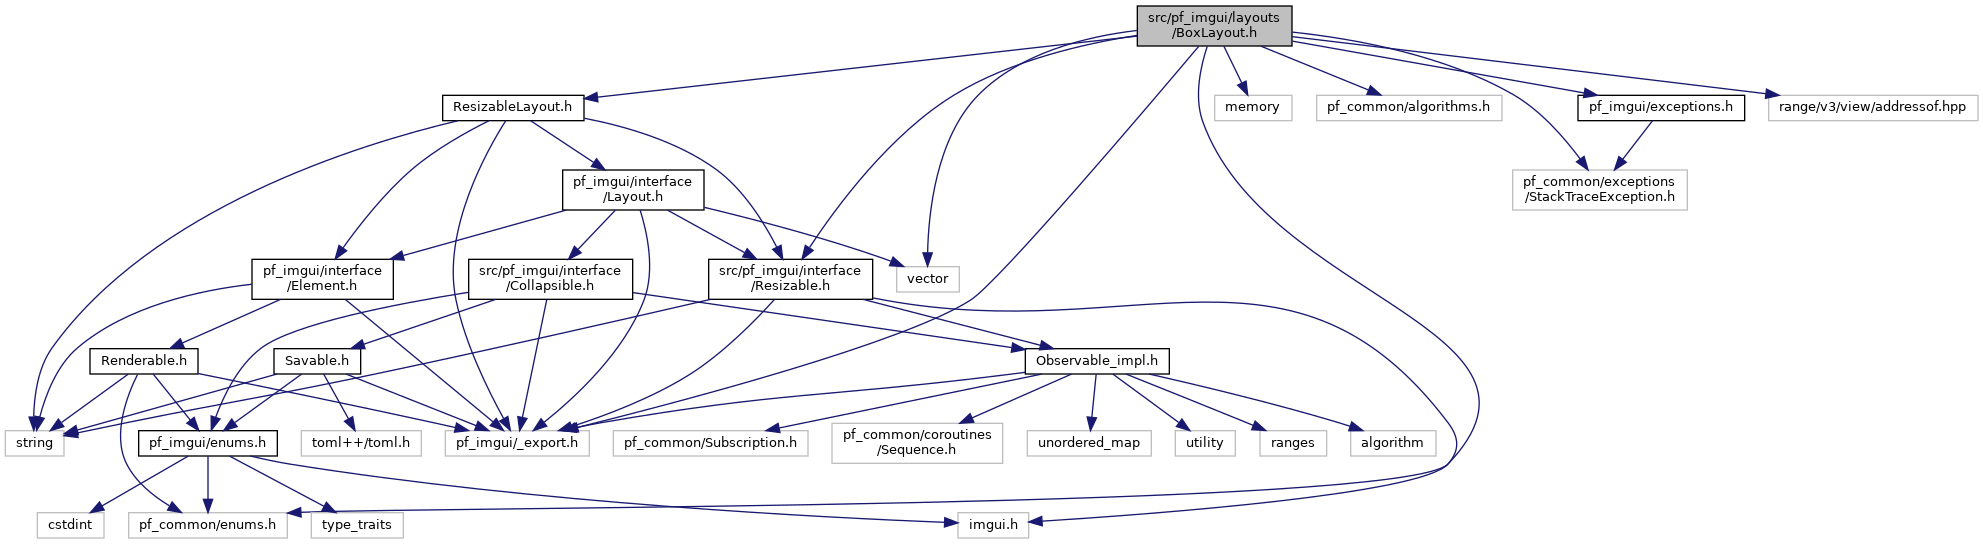 src/pf_imgui/layouts
/BoxLayout.h
ResizableLayout.h
memory
pf_common/algorithms.h
pf_imgui/exceptions.h
range/v3/view/addressof.hpp
pf_imgui/interface
/Layout.h
pf_common/exceptions
/StackTraceException.h
pf_imgui/interface
/Element.h
src/pf_imgui/interface
/Collapsible.h
src/pf_imgui/interface
/Resizable.h
vector
Renderable.h
Savable.h
Observable_impl.h
string
pf_imgui/enums.h
toml++/toml.h
pf_imgui/_export.h
pf_common/Subscription.h
pf_common/coroutines
/Sequence.h
unordered_map
utility
ranges
algorithm
cstdint
pf_common/enums.h
type_traits
imgui.h